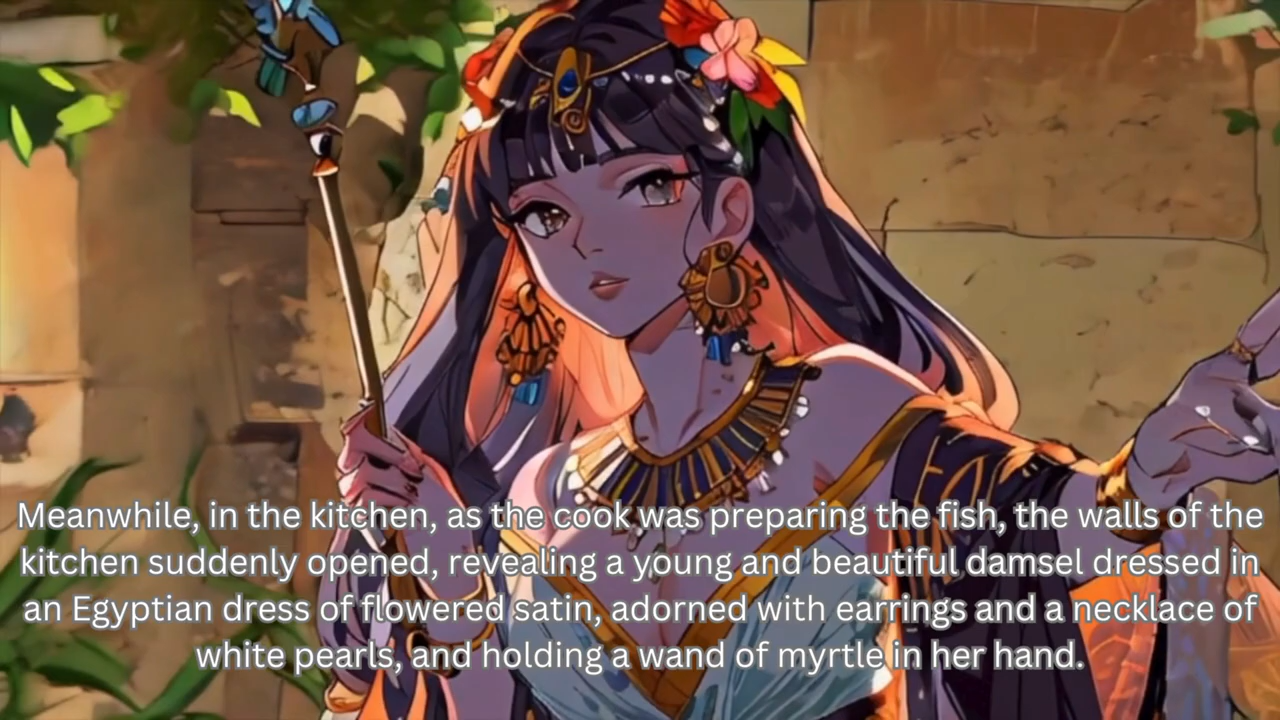 Meanwhile, in the kitchen, as the cook was preparing the fish, the walls of the
kitchen suddenly opened, revealing a young and beautiful damsel dressed in
an Egyptian dress of flowered satin, adorned with earrings and a necklace of
white pearls, and holding a wand of myrtle in her hand.